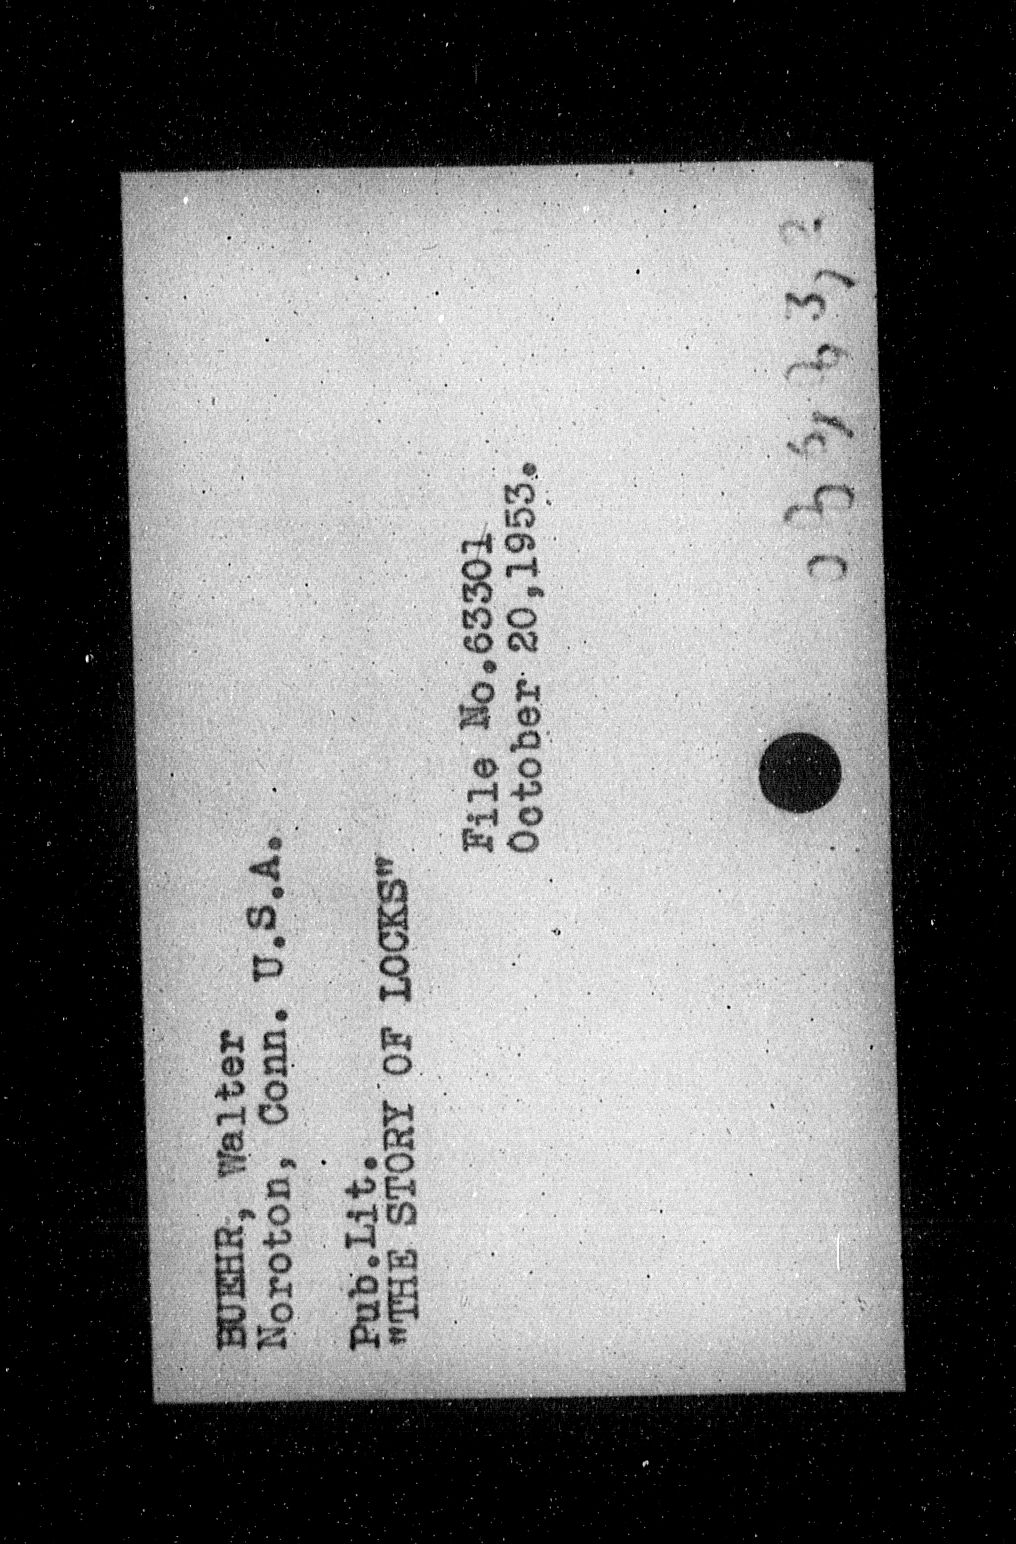 BUEHR, Walter
Noroton, Conn. U.S.A.
Pub.Lit.
"THE STORY OF LOCKS"
File No.63301
October 20,1953.